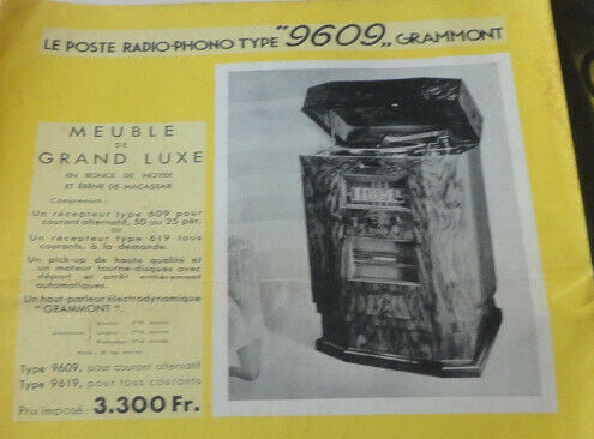 LE POSTE RADIO-PHONO TYPE "9609" GRAMMONT
MEUBLE
DE
GRAND LUXE
EN RONCE DE NOYER
ET ÉBÈNE DE MACASSAR
Comprenant :
Un récepteur type 609 pour
courant alternatif, 50 ou 25 pér.
ou
Un récepteur type 619 tous
courants, à la demande.
Un pick-up de haute qualité et
un moteur tourne-disques avec
départ et arrêt entièrement
automatiques.
Un haut-parleur électrodynamique
"GRAMMONT".
Type 9609, pour courant alternatif
Type 9619, pour tous courants
Prix imposé : 3.300 Fr.